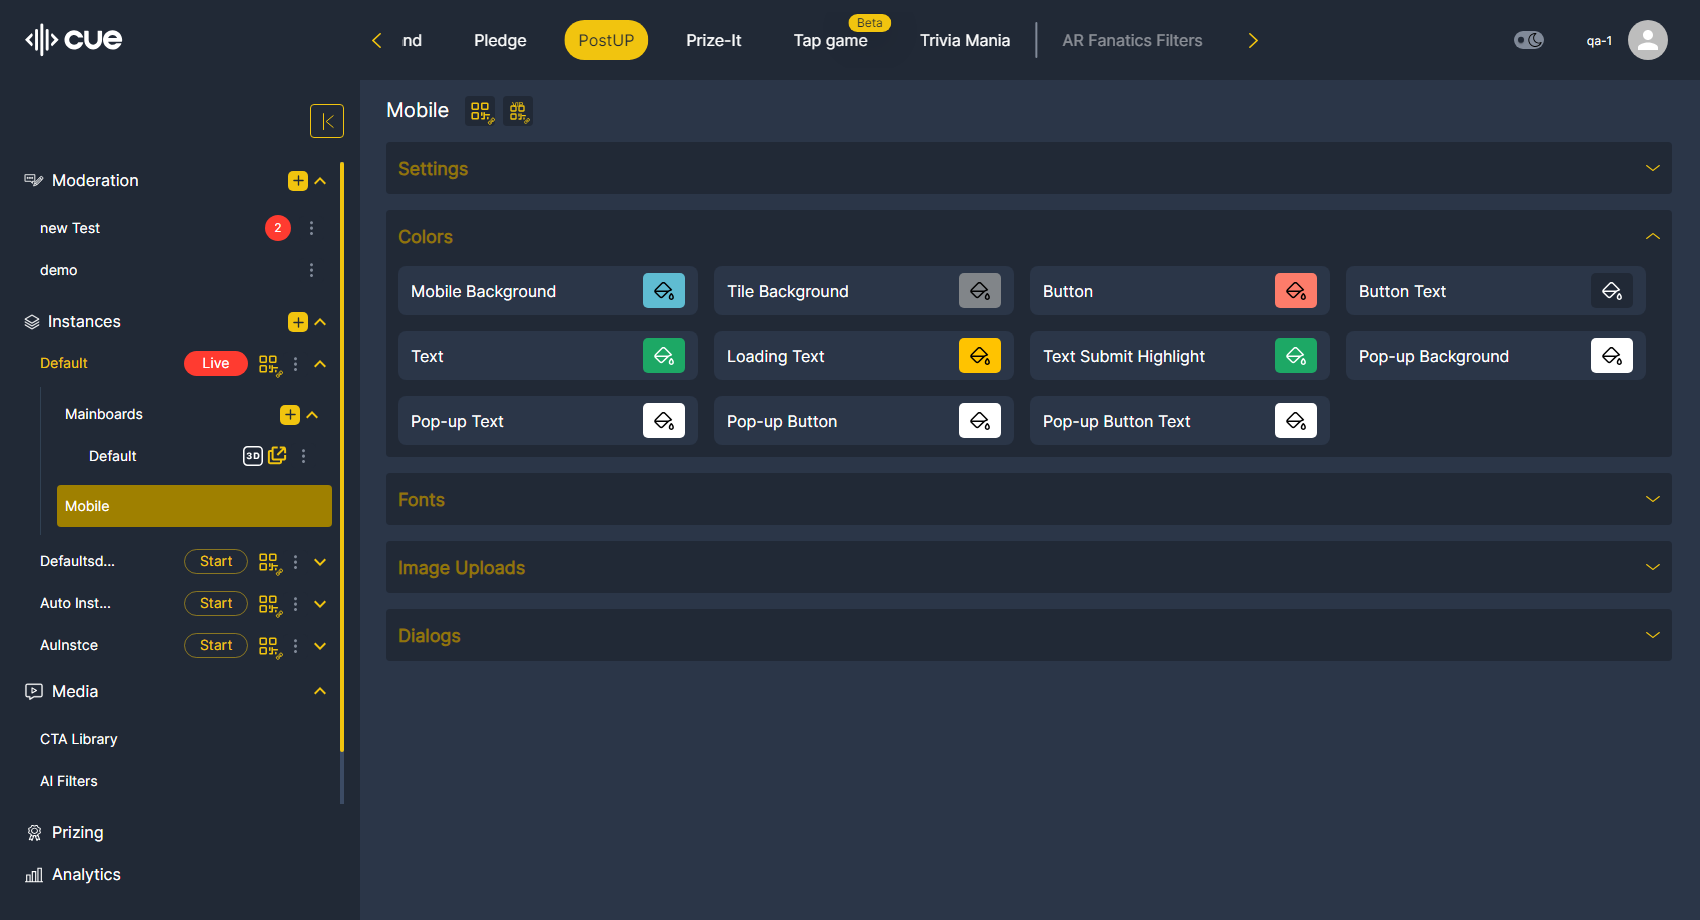 cue
nd
Pledge
PostUP
Prize-It
Beta
Tap game
Trivia Mania
AR Fanatics Filters
qa-1
Moderation
new Test
2
demo
Instances
Default
Live
Mainboards
Default
3D
Mobile
Defaultsd...
Start
Auto Inst...
Start
AuInstce
Start
Media
CTA Library
AI Filters
Prizing
Analytics
Mobile
VIP
Settings
Colors
Mobile Background
Tile Background
Button
Button Text
Text
Loading Text
Text Submit Highlight
Pop-up Background
Pop-up Text
Pop-up Button
Pop-up Button Text
Fonts
Image Uploads
Dialogs